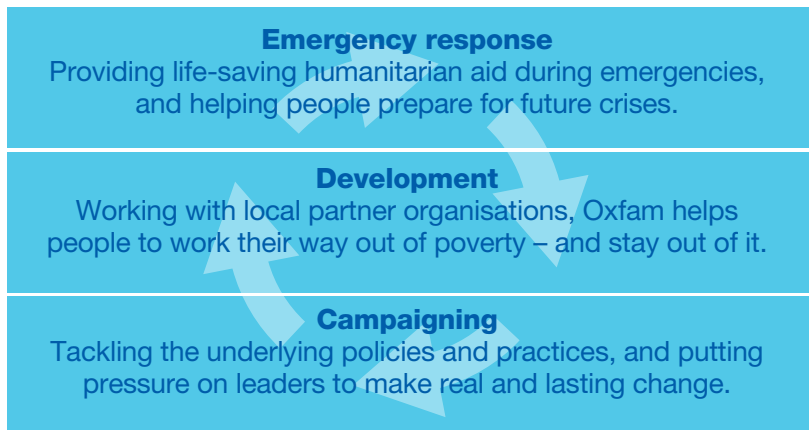 Emergency response
Providing life-saving humanitarian aid during emergencies,
and helping people prepare for future crises.
Development
Working with local partner organisations, Oxfam helps
people to work their way out of poverty – and stay out of it.
Campaigning
Tackling the underlying policies and practices, and putting
pressure on leaders to make real and lasting change.